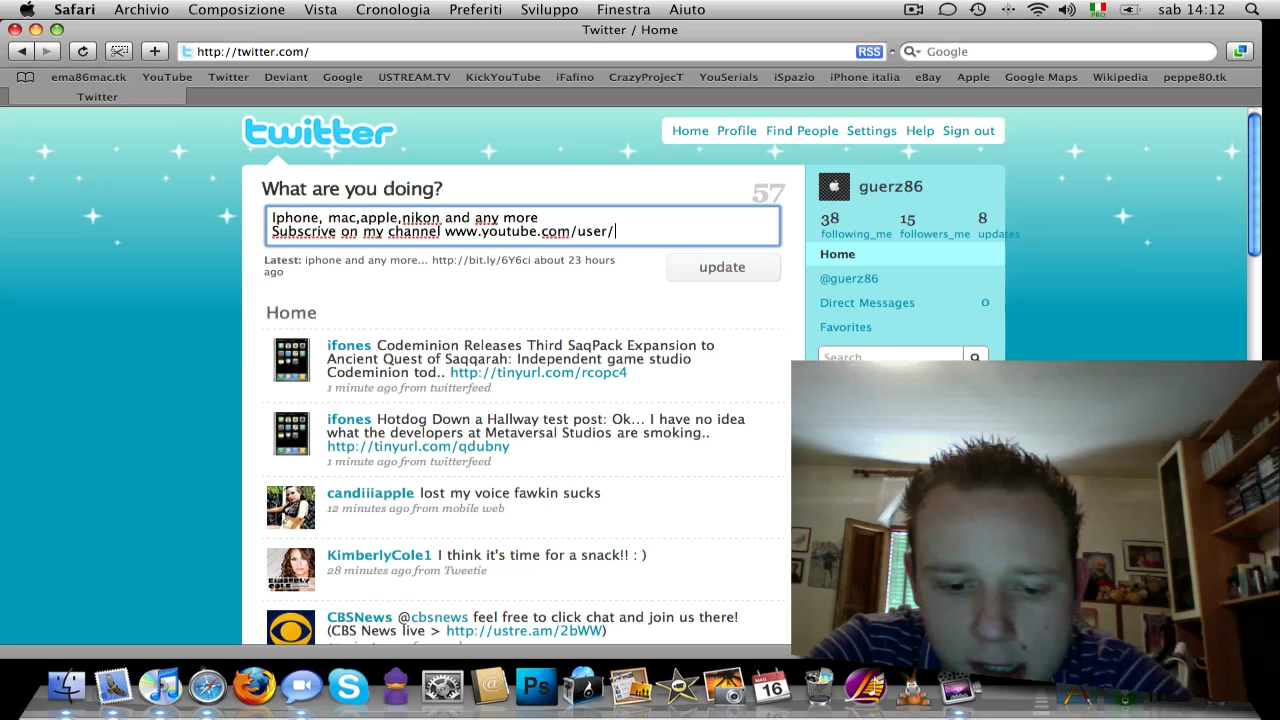 Safari Archivio Composizione Vista Cronologia Preferiti Sviluppo Finestra Aiuto PRO sab 14:12
Twitter / Home
http://twitter.com/ RSS Google
ema86mac.tk YouTube Twitter Deviant Google USTREAM.TV KickYouTube iFafino CrazyProjecT YouSerials iSpazio iPhone italia eBay Apple Google Maps Wikipedia peppe80.tk
Twitter
twitter
Home Profile Find People Settings Help Sign out
What are you doing? 57
Iphone, mac,apple,nikon and any more
Subscrive on my channel www.youtube.com/user/
Latest: iphone and any more... http://bit.ly/6Y6ci about 23 hours
ago
update
guerz86
38 15 8
following_me followers_me updates
Home
@guerz86
Direct Messages 0
Favorites
Search
Home
ifones Codeminion Releases Third SaqPack Expansion to
Ancient Quest of Saqqarah: Independent game studio
Codeminion tod.. http://tinyurl.com/rcopc4
1 minute ago from twitterfeed
ifones Hotdog Down a Hallway test post: Ok... I have no idea
what the developers at Metaversal Studios are smoking..
http://tinyurl.com/qdubny
1 minute ago from twitterfeed
candiiiapple lost my voice fawkin sucks
12 minutes ago from mobile web
KimberlyCole1 I think it's time for a snack!! : )
28 minutes ago from Tweetie
KIMBERLY
COLE
CBSNews @cbsnews feel free to click chat and join us there!
(CBS News live > http://ustre.am/2bWW)
Ps
MAG
16